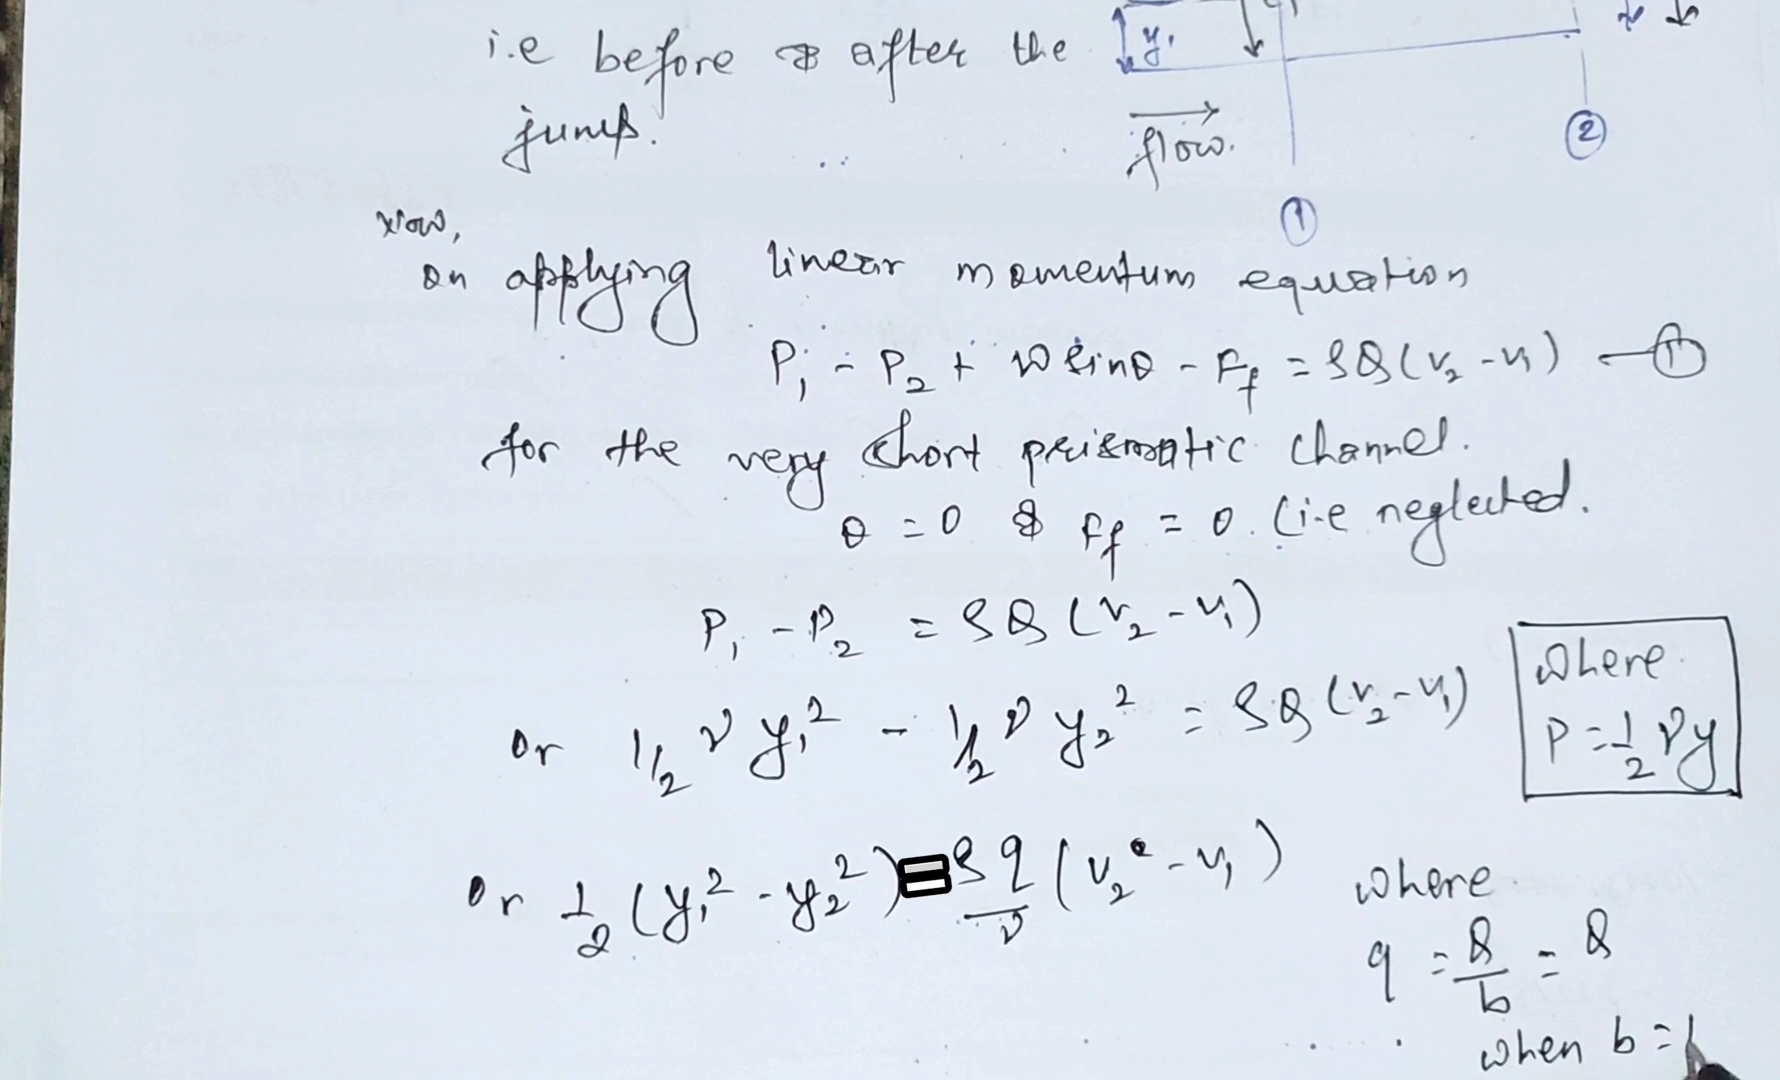 i.e before & after the
jump.
y₁
flow.
①
②
Now,
on applying linear momentum equation
P₁ - P₂ + W sinθ - F_f = ρQ(v₂ - v₁) — ①
for the very short prismatic channel.
θ = 0 & F_f = 0. (i.e neglected.
P₁ - P₂ = ρQ (v₂ - v₁)
or 1/2 γ y₁² - 1/2 γ y₂² = ρQ (v₂ - v₁)
where
P = 1/2 γy
or 1/2 (y₁² - y₂²) = ρq/γ (v₂ - v₁)
where
q = Q/b = Q
when b = 1